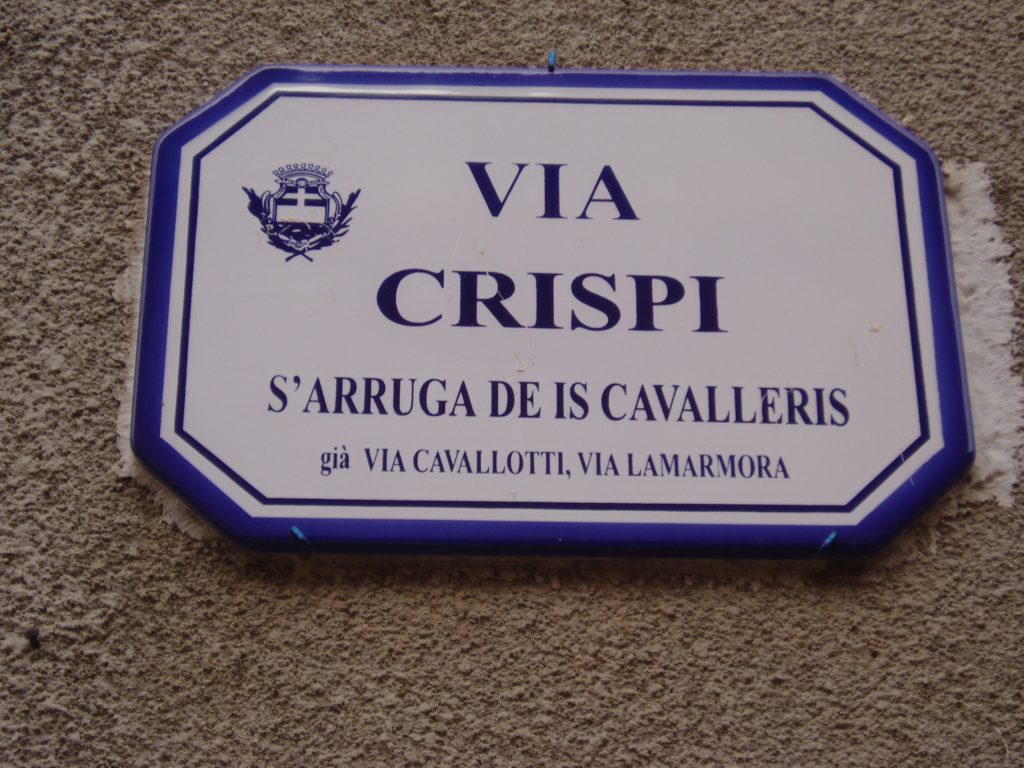 VIA
CRISPI
S'ARRUGA DE IS CAVALLERIS
già VIA CAVALLOTTI, VIA LAMARMORA